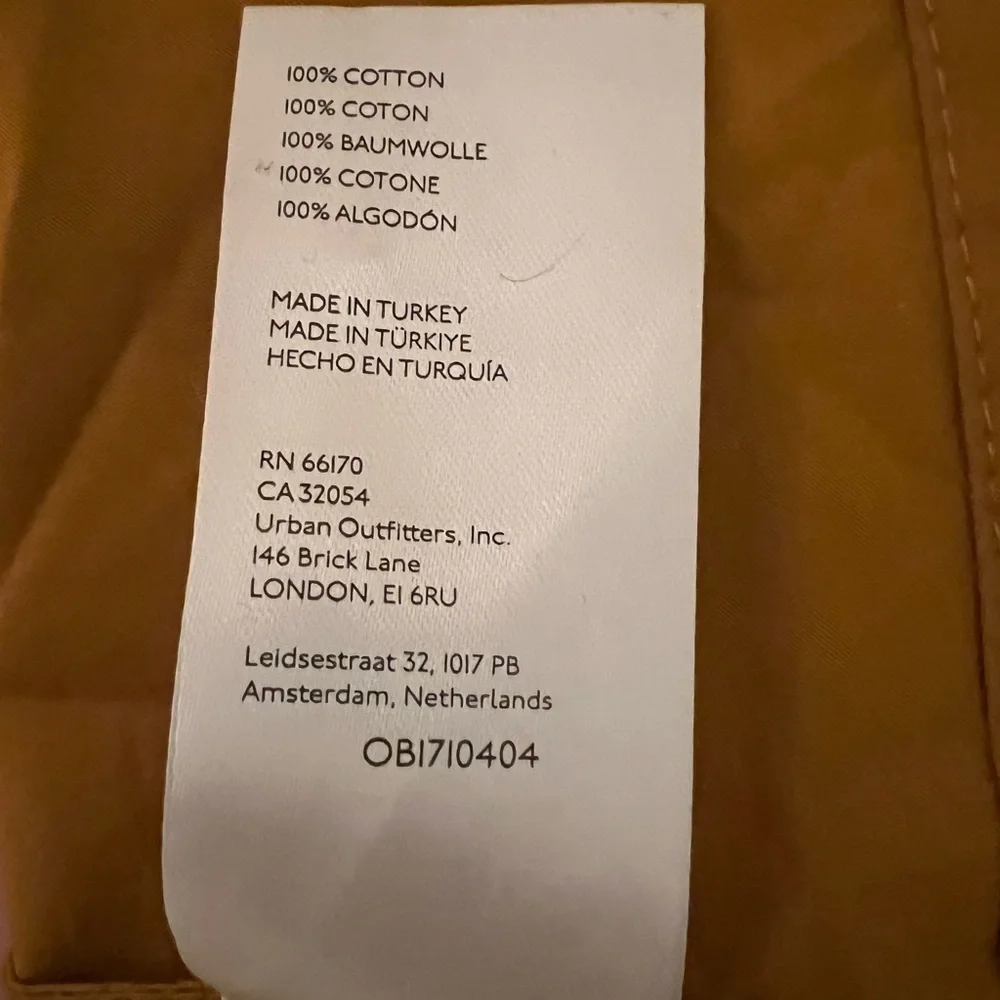 100% COTTON
100% COTON
100% BAUMWOLLE
100% COTONE
100% ALGODÓN
MADE IN TURKEY
MADE IN TÜRKIYE
HECHO EN TURQUÍA
RN 66170
CA 32054
Urban Outfitters, Inc.
146 Brick Lane
LONDON, E1 6RU
Leidsestraat 32, 1017 PB
Amsterdam, Netherlands
OB1710404